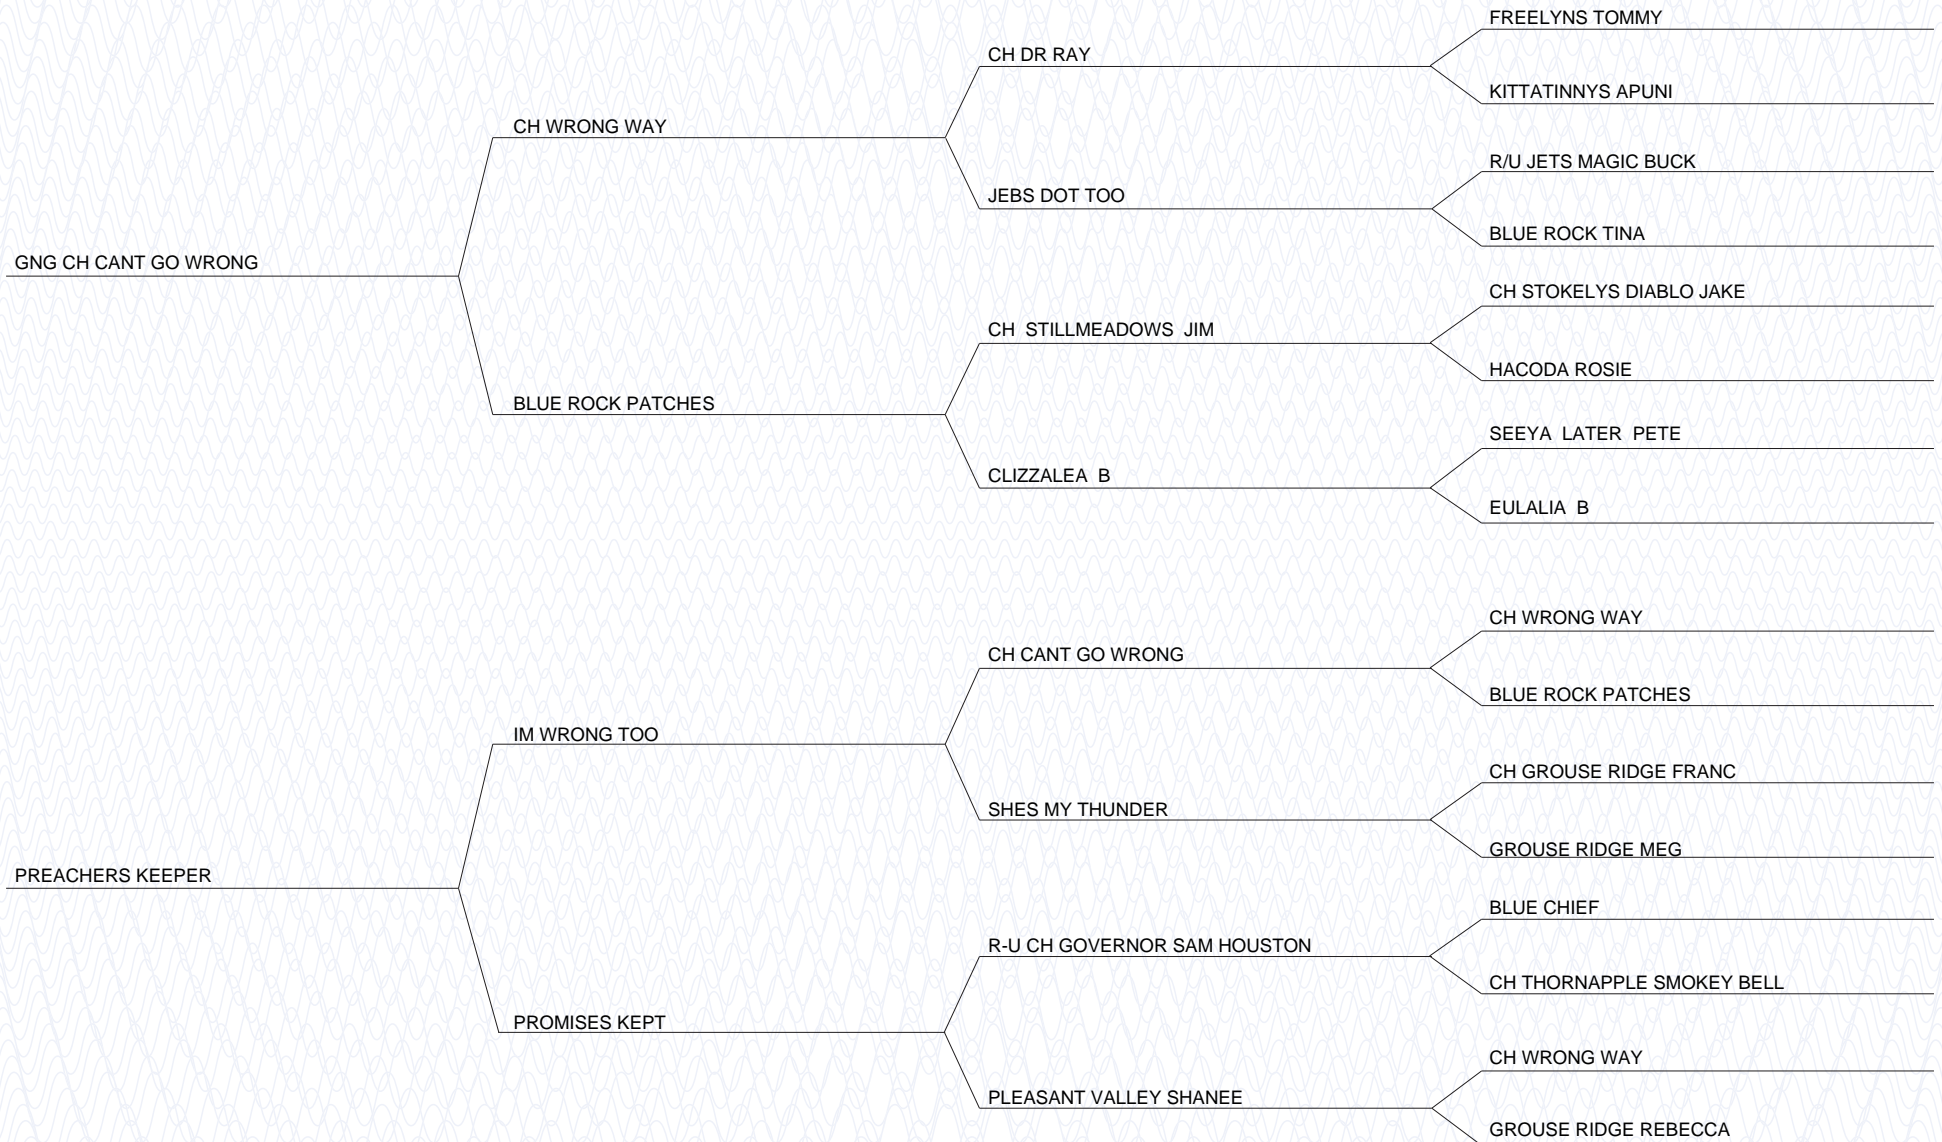 FREELYNS TOMMY
CH DR RAY
KITTATINNYS APUNI
CH WRONG WAY
R/U JETS MAGIC BUCK
JEBS DOT TOO
BLUE ROCK TINA
GNG CH CANT GO WRONG
CH STOKELYS DIABLO JAKE
CH STILLMEADOWS JIM
HACODA ROSIE
BLUE ROCK PATCHES
SEEYA LATER PETE
CLIZZALEA B
EULALIA B
CH WRONG WAY
CH CANT GO WRONG
BLUE ROCK PATCHES
IM WRONG TOO
CH GROUSE RIDGE FRANC
SHES MY THUNDER
GROUSE RIDGE MEG
PREACHERS KEEPER
BLUE CHIEF
R-U CH GOVERNOR SAM HOUSTON
CH THORNAPPLE SMOKEY BELL
PROMISES KEPT
CH WRONG WAY
PLEASANT VALLEY SHANEE
GROUSE RIDGE REBECCA